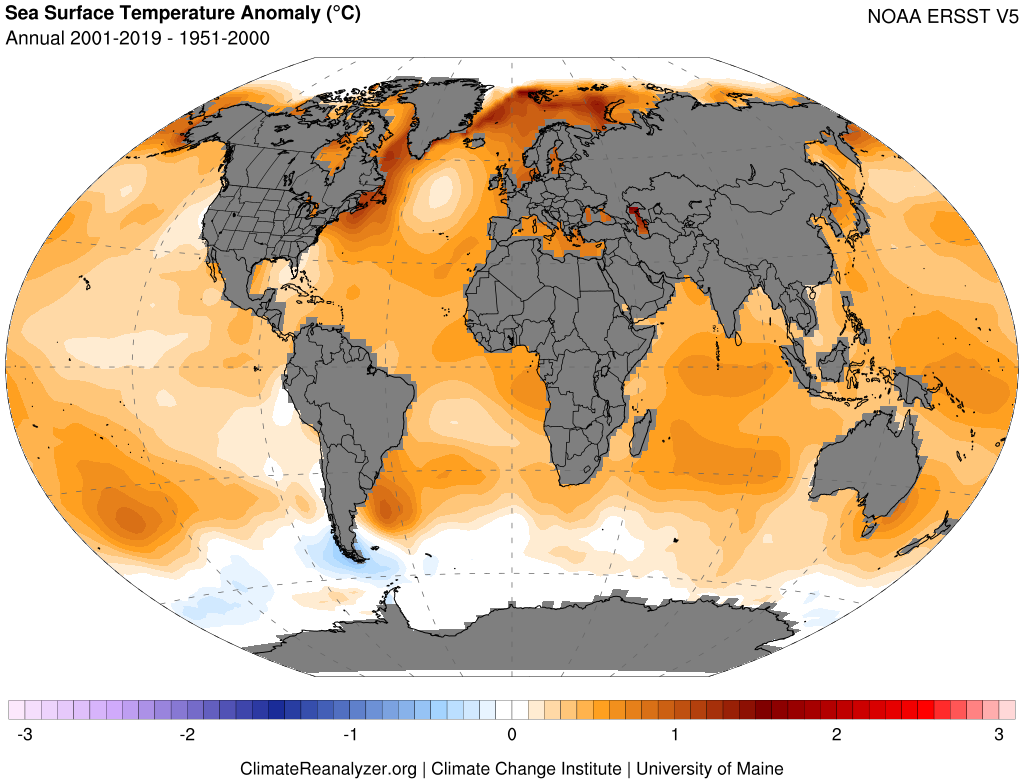 Sea Surface Temperature Anomaly (°C)
NOAA ERSST V5
Annual 2001-2019 - 1951-2000
-3 -2 -1 0 1 2 3
ClimateReanalyzer.org | Climate Change Institute | University of Maine